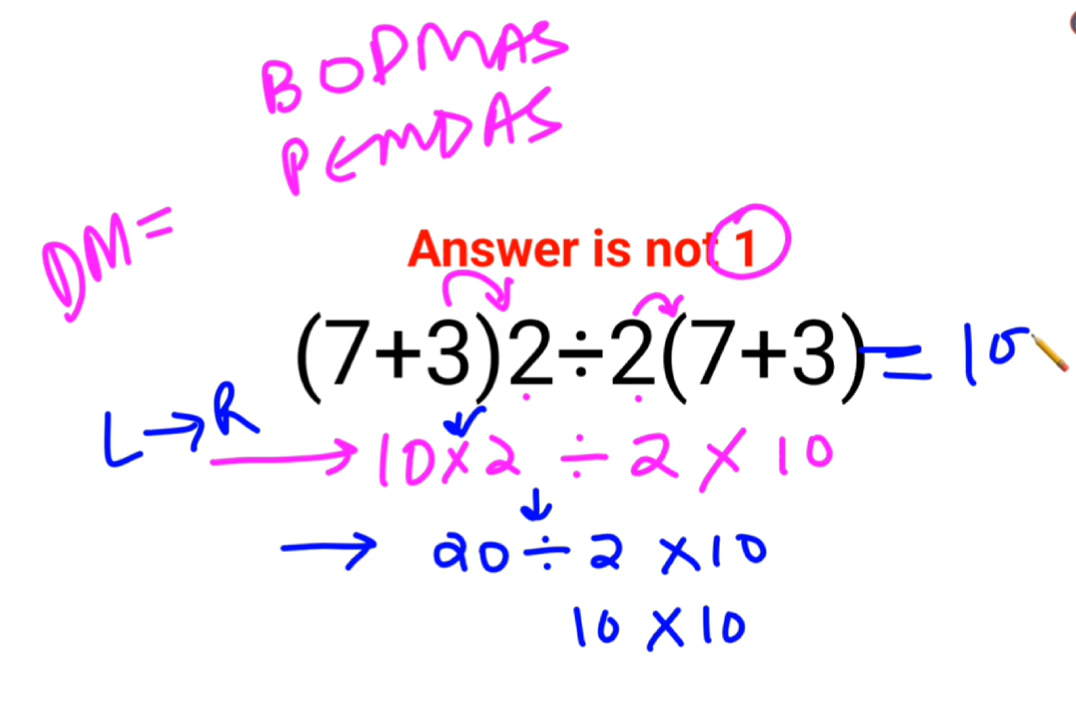 BODMAS
PEMDAS
DM=
Answer is not 1
(7+3)2÷2(7+3) = 10
L→R
→ 10×2 ÷ 2 × 10
→ 20÷2 ×10
10 ×10